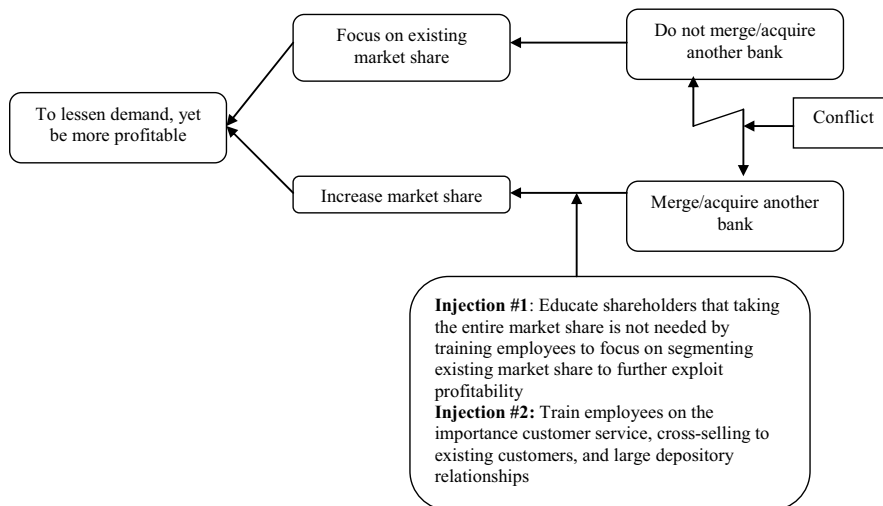 Focus on existing
market share
Do not merge/acquire
another bank
To lessen demand, yet
be more profitable
Conflict
Increase market share
Merge/acquire another
bank
Injection #1: Educate shareholders that taking
the entire market share is not needed by
training employees to focus on segmenting
existing market share to further exploit
profitability
Injection #2: Train employees on the
importance customer service, cross-selling to
existing customers, and large depository
relationships